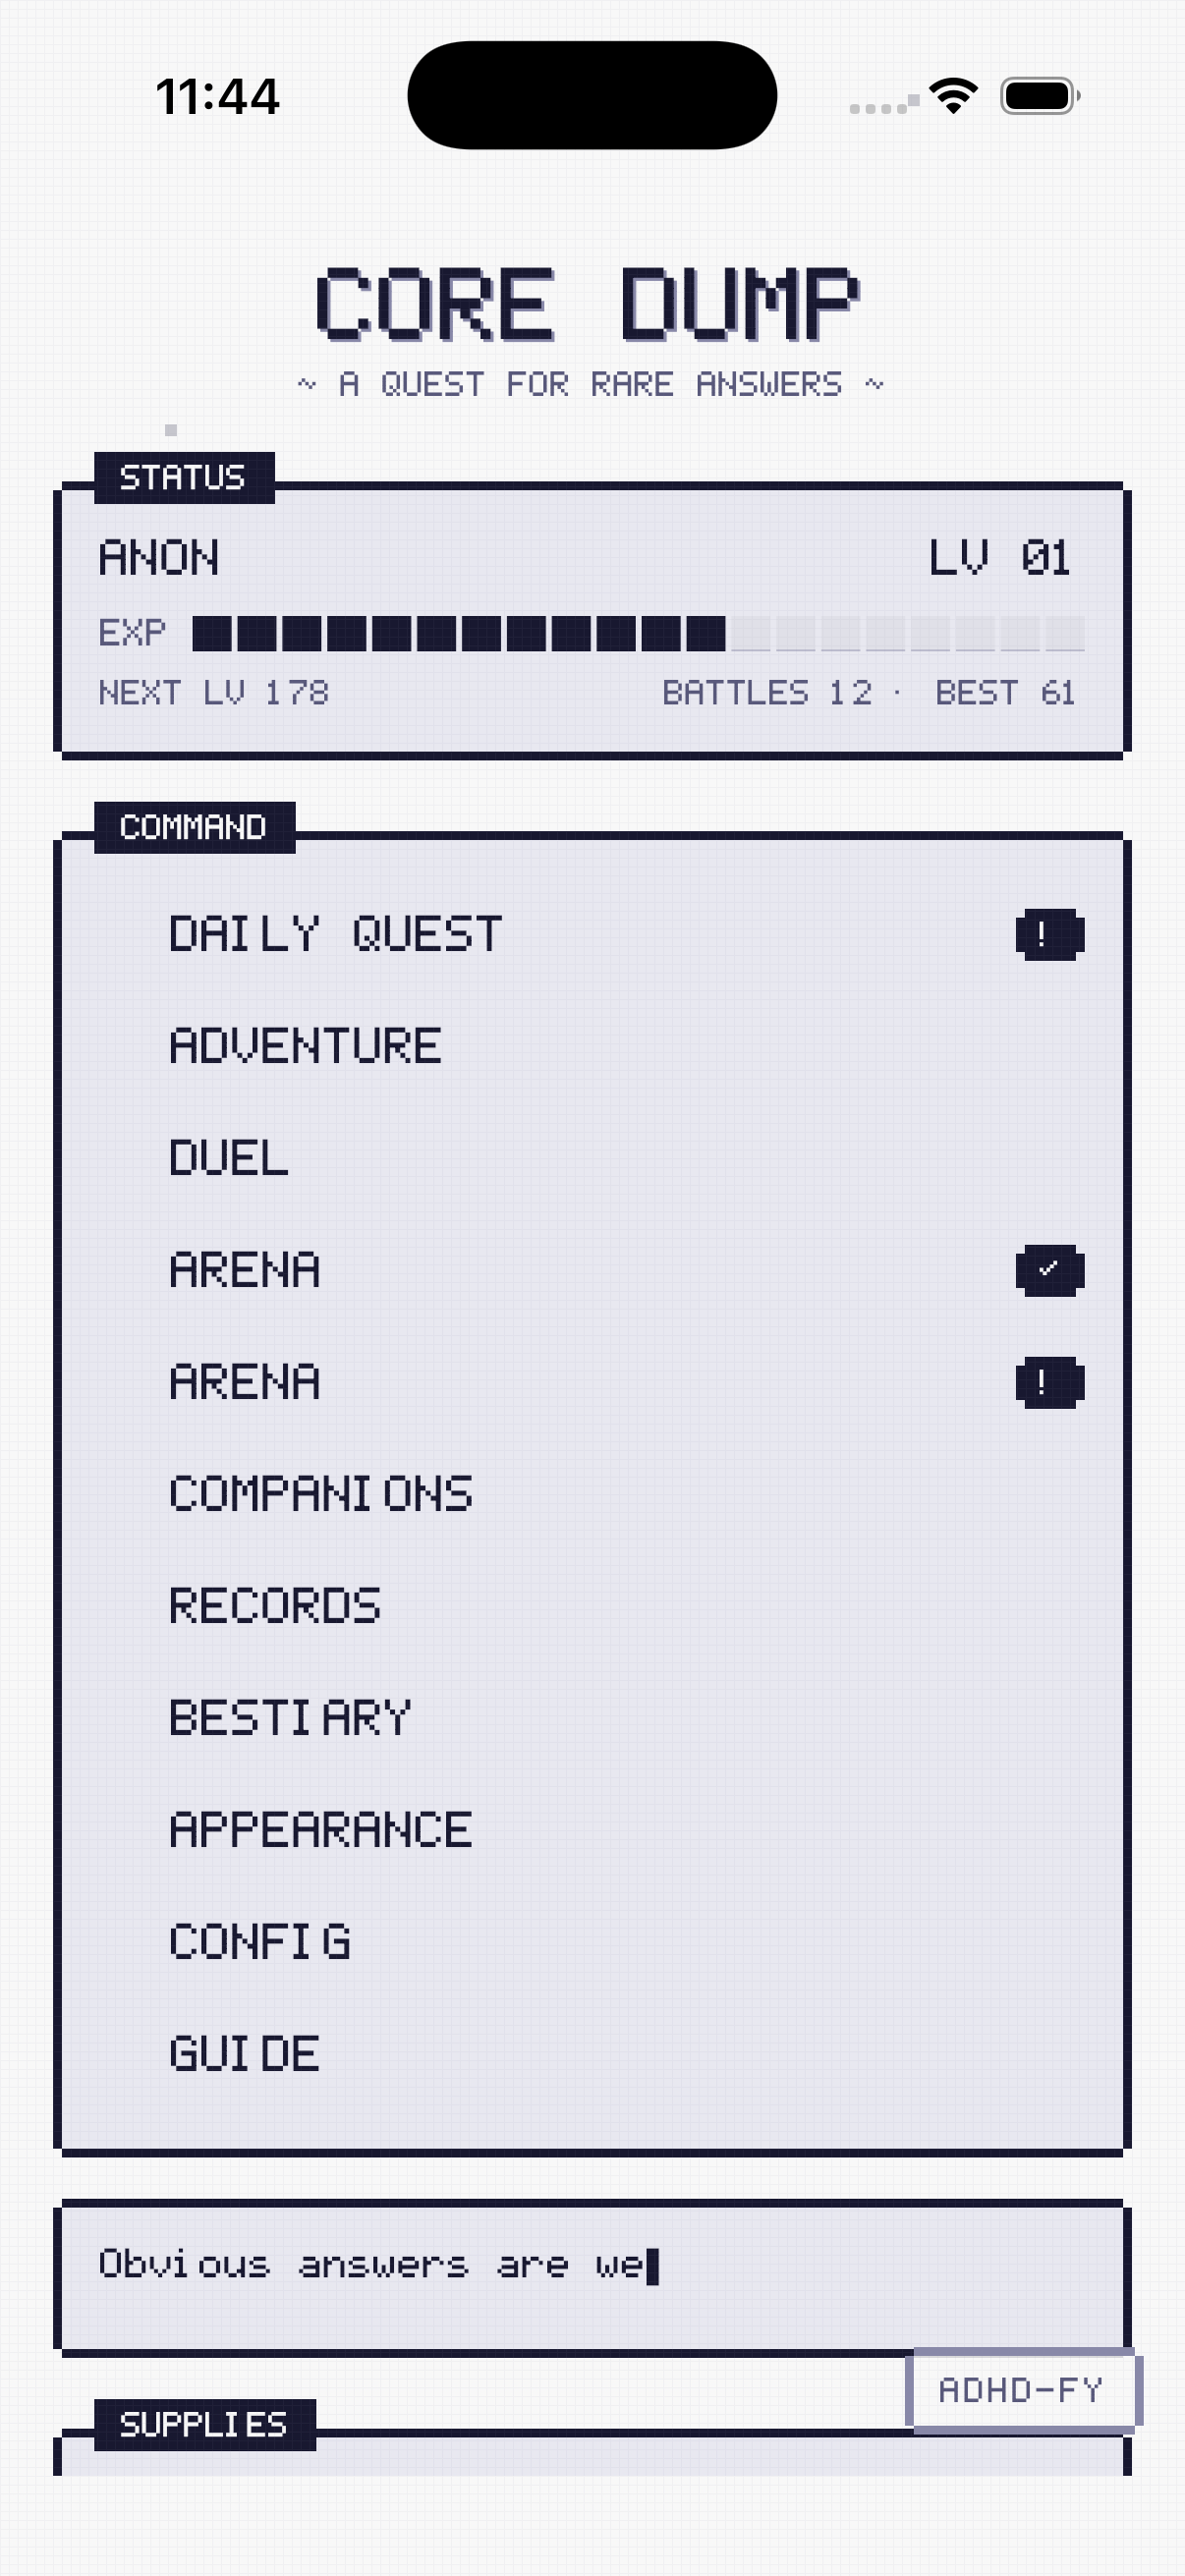 11:44
CORE DUMP
~ A QUEST FOR RARE ANSWERS ~
STATUS
ANON LV 01
EXP
NEXT LV 178 BATTLES 12 · BEST 61
COMMAND
DAILY QUEST !
ADVENTURE
DUEL
ARENA ✓
ARENA !
COMPANIONS
RECORDS
BESTIARY
APPEARANCE
CONFIG
GUIDE
Obvious answers are we
ADHD-FY
SUPPLIES